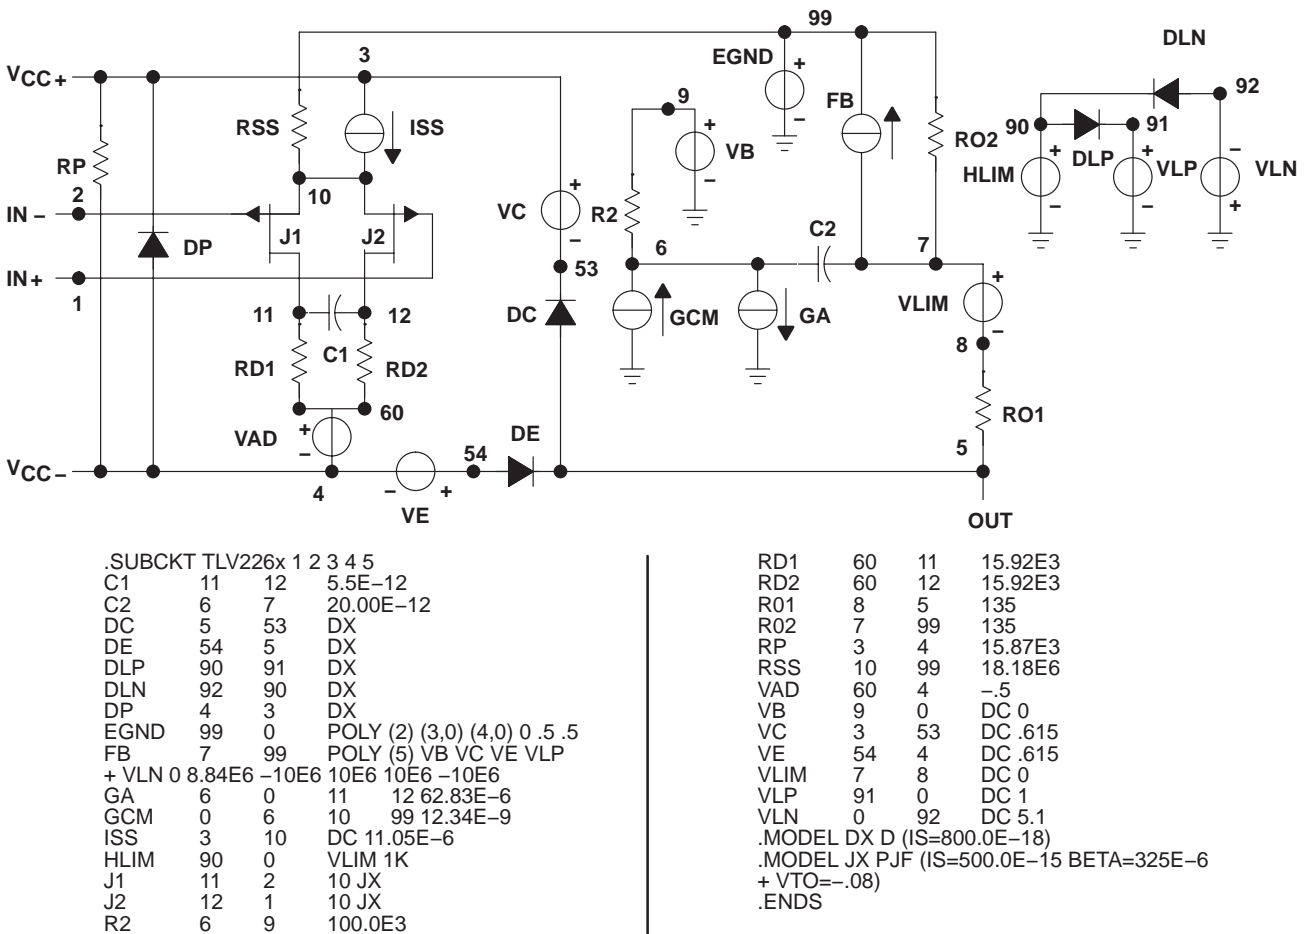 99
DLN
3
EGND
+
–
V CC +
92
9
FB
+
VB
–
RSS
ISS
90
91
RO2
DLP
+
HLIM
–
+
VLP
–
–
VLN
+
RP
10
2
IN –
J1
J2
+
VC
–
R2
C2
DP
6
7
IN +
1
53
+
VLIM
–
11
12
DC
GCM
GA
C1
8
RD1
RD2
60
RO1
+
VAD
–
DE
5
54
V CC –
4
–
+
VE
OUT
.SUBCKT TLV226x 1 2 3 4 5
C1 11 12 5.5E–12
C2 6 7 20.00E–12
DC 5 53 DX
DE 54 5 DX
DLP 90 91 DX
DLN 92 90 DX
DP 4 3 DX
EGND 99 0 POLY (2) (3,0) (4,0) 0 .5 .5
FB 7 99 POLY (5) VB VC VE VLP
+ VLN 0 8.84E6 –10E6 10E6 10E6 –10E6
GA 6 0 11 12 62.83E–6
GCM 0 6 10 99 12.34E–9
ISS 3 10 DC 11.05E–6
HLIM 90 0 VLIM 1K
J1 11 2 10 JX
J2 12 1 10 JX
R2 6 9 100.0E3
RD1 60 11 15.92E3
RD2 60 12 15.92E3
R01 8 5 135
R02 7 99 135
RP 3 4 15.87E3
RSS 10 99 18.18E6
VAD 60 4 –.5
VB 9 0 DC 0
VC 3 53 DC .615
VE 54 4 DC .615
VLIM 7 8 DC 0
VLP 91 0 DC 1
VLN 0 92 DC 5.1
.MODEL DX D (IS=800.0E–18)
.MODEL JX PJF (IS=500.0E–15 BETA=325E–6
+ VTO=–.08)
.ENDS